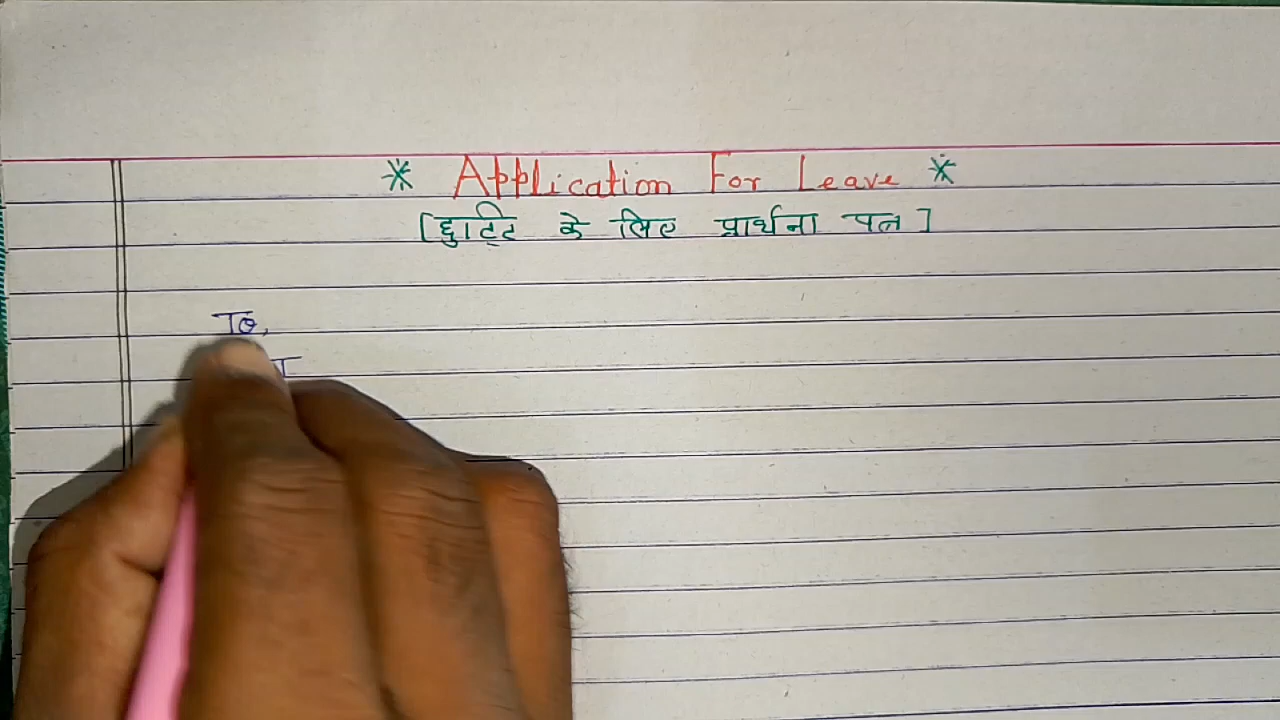 * Application For Leave *
[छुट्टि के लिए प्रार्थना पत्र]
To,
T